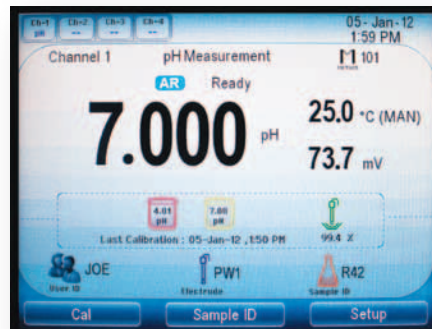 Ch-1 Ch-2 Ch-3 Ch-4 05-Jan-12
pH -- -- -- 1:59 PM
Channel 1 pH Measurement M 101
AR Ready
7.000 pH
25.0 °C (MAN)
73.7 mV
4.01 pH 7.00 pH
Last Calibration : 05-Jan-12 ,1:50 PM 99.4 %
JOE PW1 R42
User ID Electrode Sample ID
Cal Sample ID Setup